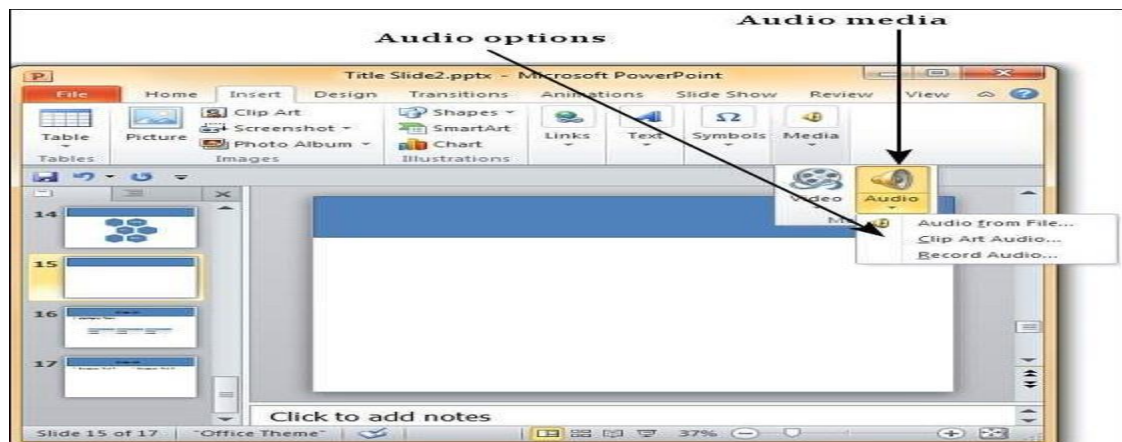 Audio media
Audio options
P
Title Slide2.pptx - Microsoft PowerPoint
File Home Insert Design Transitions Animations Slide Show Review View
Table
Picture
Clip Art
Screenshot
Photo Album
Shapes
SmartArt
Chart
Links
Text
Symbols
Media
Tables
Images
Illustrations
Video
Audio
Audio from File...
Clip Art Audio...
Record Audio...
14
15
16
17
Click to add notes
Slide 15 of 17 "Office Theme" 37%